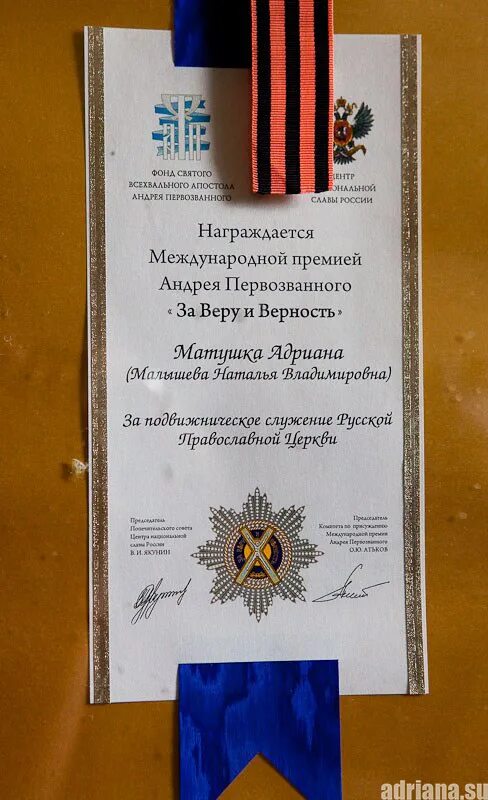 ФОНД СВЯТОГО
ВСЕХВАЛЬНОГО АПОСТОЛА
АНДРЕЯ ПЕРВОЗВАННОГО
СЛАВЫ РОССИИ
Награждается
Международной премией
Андрея Первозванного
« За Веру и Верность »
Матушка Адриана
(Малышева Наталья Владимировна)
За подвижническое служение Русской
Православной Церкви
Председатель
Попечительского совета
Центра национальной
славы России
В. И. ЯКУНИН
Председатель
Комитета по присуждению
Международной премии
Андрея Первозванного
О.Ю. АТЬКОВ
adriana.su